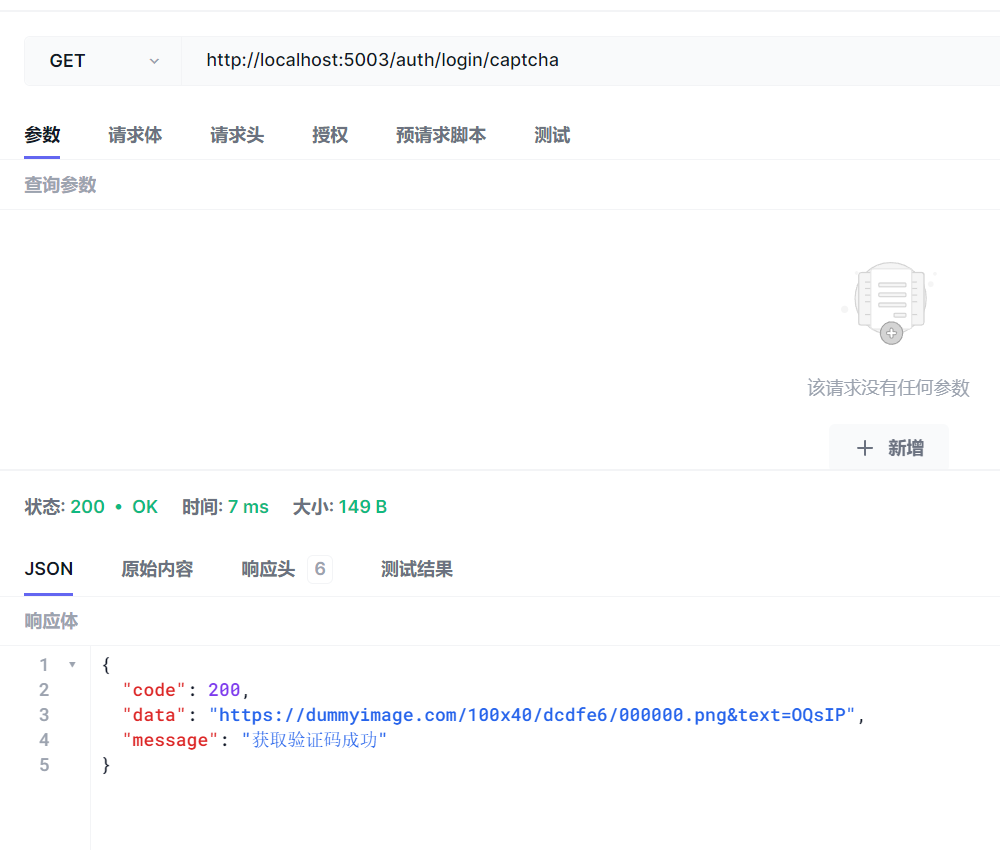 GET http://localhost:5003/auth/login/captcha
参数 请求体 请求头 授权 预请求脚本 测试
查询参数
该请求没有任何参数
新增
状态: 200 • OK 时间: 7 ms 大小: 149 B
JSON 原始内容 响应头 6 测试结果
响应体
1 {
2 "code": 200,
3 "data": "https://dummyimage.com/100x40/dcdfe6/000000.png&text=OQsIP",
4 "message": "获取验证码成功"
5 }